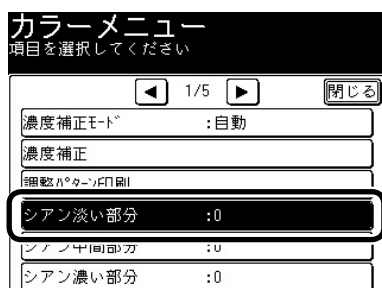 カラーメニュー
項目を選択してください
◀ 1/5 ▶ 閉じる
濃度補正ﾓｰﾄﾞ :自動
濃度補正
調整ﾊﾟﾀｰﾝ印刷
シアン淡い部分 :0
シアン中間部分 :0
シアン濃い部分 :0